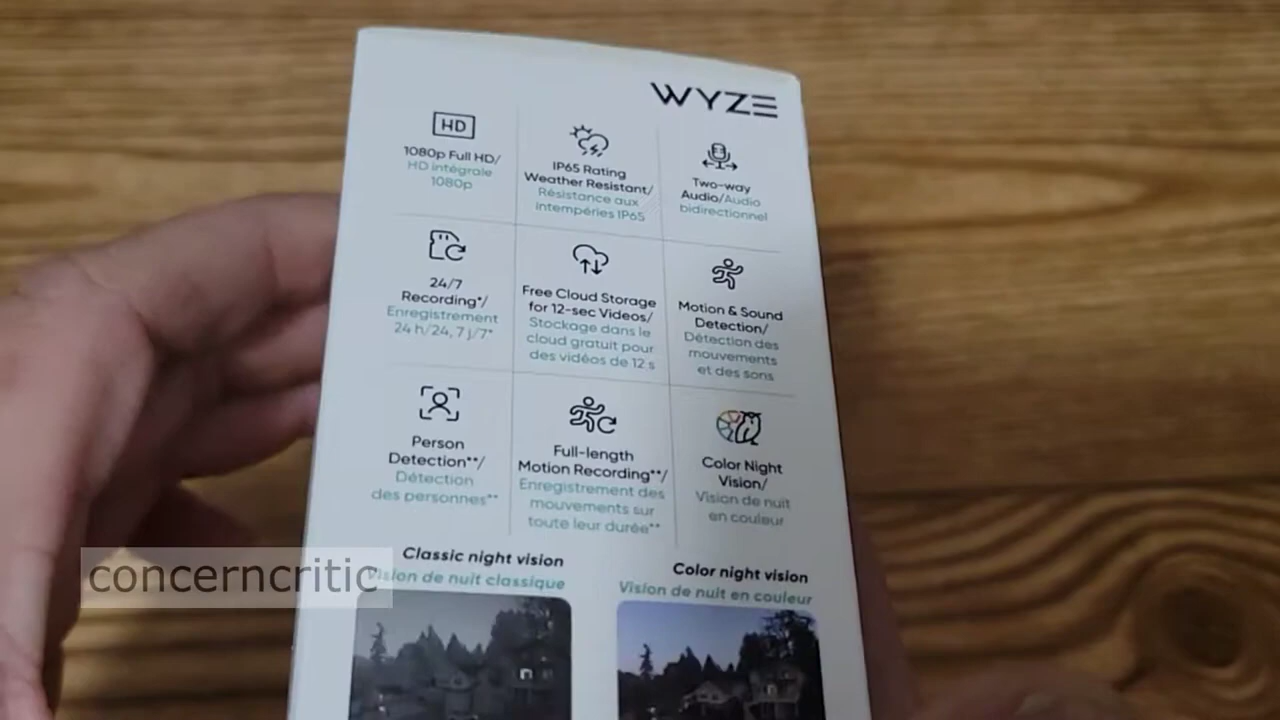 WYZE
HD
1080p Full HD/
HD intégrale
1080p
IP65 Rating
Weather Resistant/
Résistance aux
intempéries IP65
Two-way
Audio/Audio
bidirectionnel
24/7
Recording*/
Enregistrement
24 h/24, 7 j/7*
Free Cloud Storage
for 12-sec Videos/
Stockage dans le
cloud gratuit pour
des vidéos de 12 s
Motion & Sound
Detection/
Détection des
mouvements
et des sons
Person
Detection**/
Détection
des personnes**
Full-length
Motion Recording**/
Enregistrement des
mouvements sur
toute leur durée**
Color Night
Vision/
Vision de nuit
en couleur
Classic night vision
Vision de nuit classique
Color night vision
Vision de nuit en couleur
concerncritic